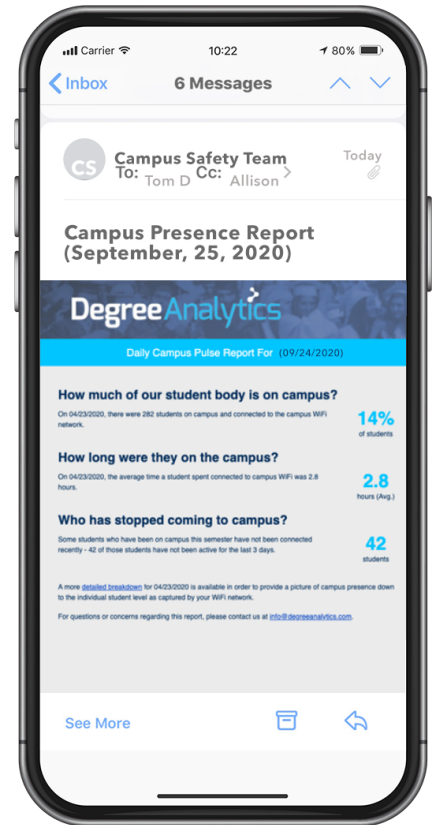 Carrier 10:22 80%
Inbox 6 Messages
CS Campus Safety Team Today
To: Tom D Cc: Allison
Campus Presence Report
(September, 25, 2020)
DegreeAnalytics
Daily Campus Pulse Report For (09/24/2020)
How much of our student body is on campus?
On 04/23/2020, there were 282 students on campus and connected to the campus WiFi
network.
14%
of students
How long were they on the campus?
On 04/23/2020, the average time a student spent connected to campus WiFi was 2.8
hours.
2.8
hours (Avg.)
Who has stopped coming to campus?
Some students who have been on campus this semester have not been connected
recently - 42 of those students have not been active for the last 3 days.
42
students
A more detailed breakdown for 04/23/2020 is available in order to provide a picture of campus presence down
to the individual student level as captured by your WiFi network.
For questions or concerns regarding this report, please contact us at info@degreeanalytics.com.
See More